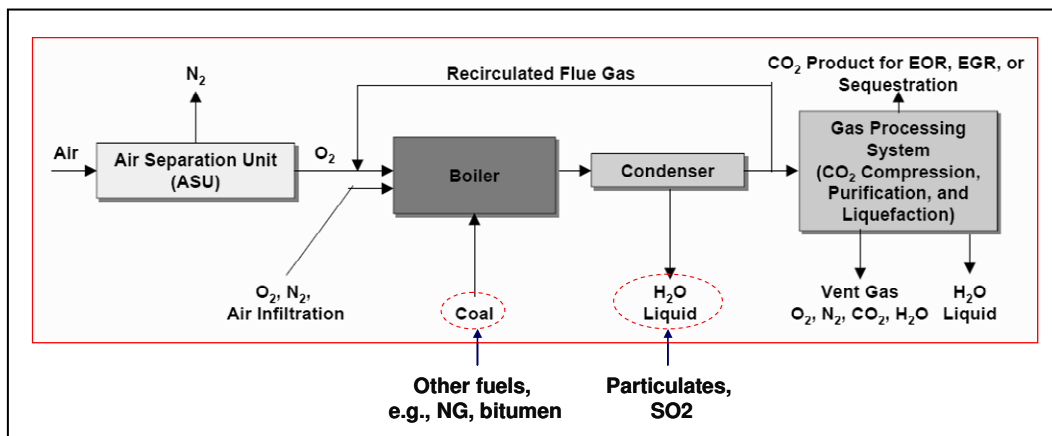 N2
Recirculated Flue Gas
CO2 Product for EOR, EGR, or
Sequestration
Air
Air Separation Unit
(ASU)
O2
Boiler
Condenser
Gas Processing
System
(CO2 Compression,
Purification, and
Liquefaction)
O2, N2,
Air Infiltration
Coal
H2O
Liquid
Vent Gas
O2, N2, CO2, H2O
H2O
Liquid
Other fuels,
e.g., NG, bitumen
Particulates,
SO2